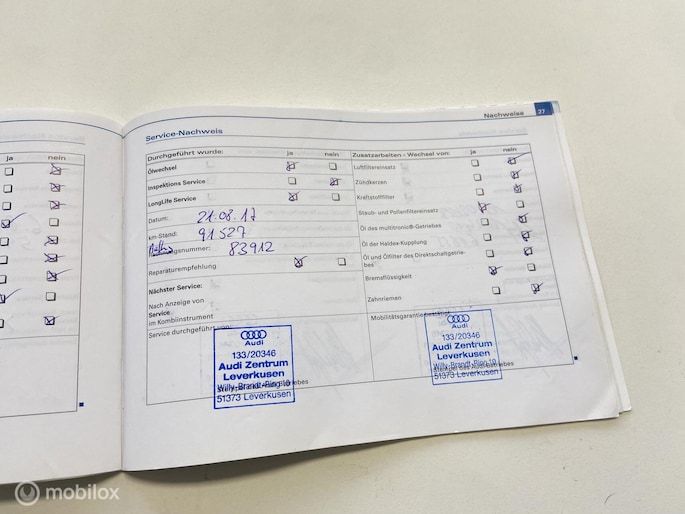 Nachweise 27
Service-Nachweis
Durchgeführt wurde: ja nein
Ölwechsel
Inspektions Service
LongLife Service
Datum: 21.08.17
km-Stand: 91527
nungsnummer: 83912
Reparaturempfehlung
Nächster Service:
Nach Anzeige von
Service
im Kombiinstrument
Service durchgeführt von:
Audi
133/20346
Audi Zentrum
Leverkusen
Willy-Brandt-Ring 10
51373 Leverkusen
Zusatzarbeiten - Wechsel von: ja nein
Luftfiltereinsatz
Zündkerzen
Kraftstofffilter
Staub- und Pollenfiltereinsatz
Öl des multitronic®-Getriebes
Öl der Haldex-Kupplung
Öl und Ölfilter des Direktschaltgetrie-
bes
Bremsflüssigkeit
Zahnriemen
Mobilitätsgarantiebestätigt
Audi
133/20346
Audi Zentrum
Leverkusen
Willy-Brandt-Ring 10
51373 Leverkusen
ja nein
mobilox